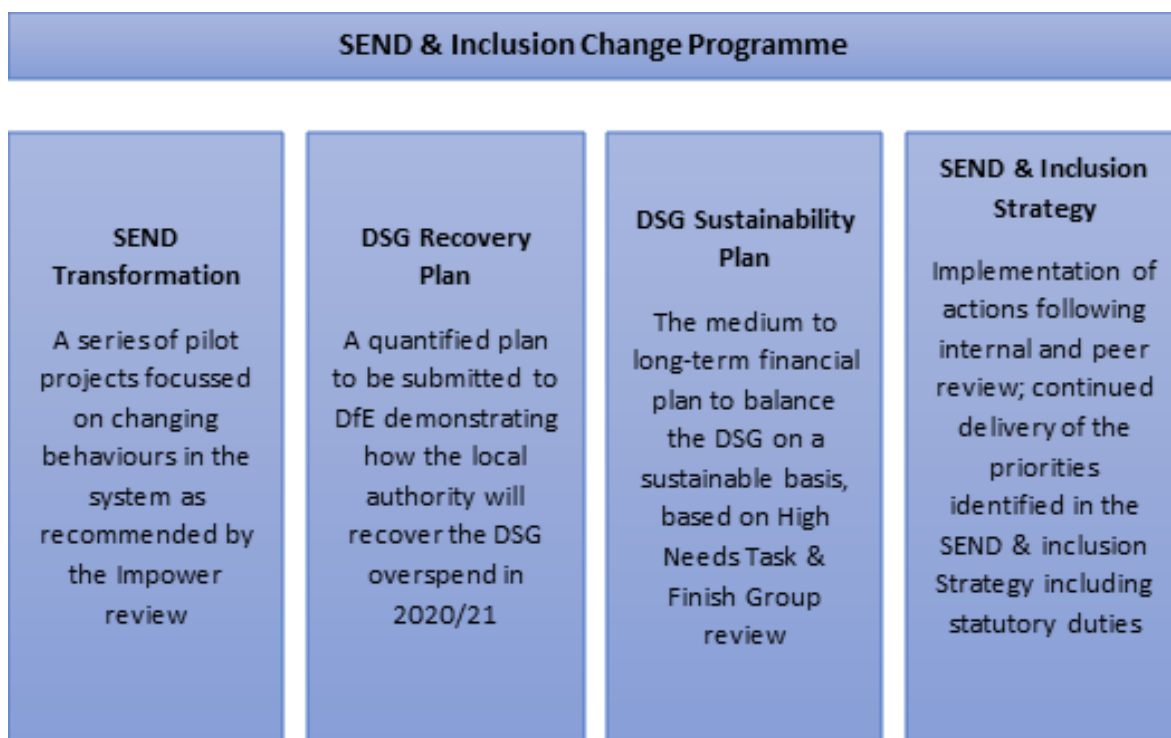 SEND & Inclusion Change Programme
SEND
Transformation
A series of pilot
projects focussed
on changing
behaviours in the
system as
recommended by
the Impower
review
DSG Recovery
Plan
A quantified plan
to be submitted to
DfE demonstrating
how the local
authority will
recover the DSG
overspend in
2020/21
DSG Sustainability
Plan
The medium to
long-term financial
plan to balance
the DSG on a
sustainable basis,
based on High
Needs Task &
Finish Group
review
SEND & Inclusion
Strategy
Implementation of
actions following
internal and peer
review; continued
delivery of the
priorities
identified in the
SEND & inclusion
Strategy including
statutory duties